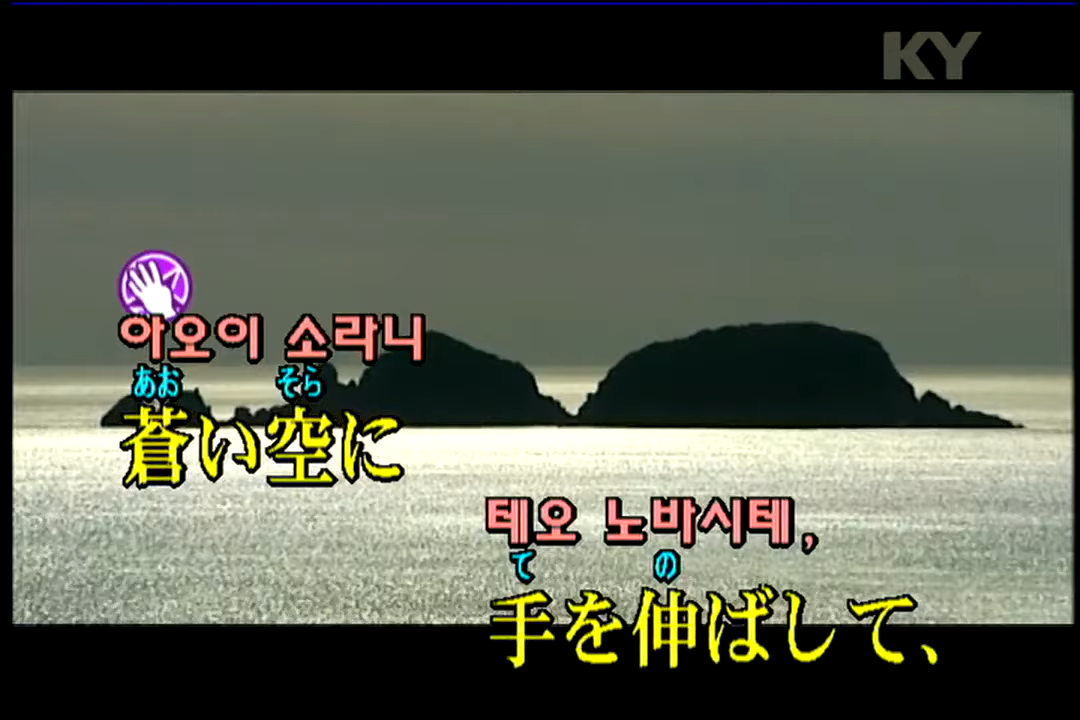 KY
아오이 소라니
あお そら
蒼い空に
테오 노바시테,
て の
手を伸ばして、